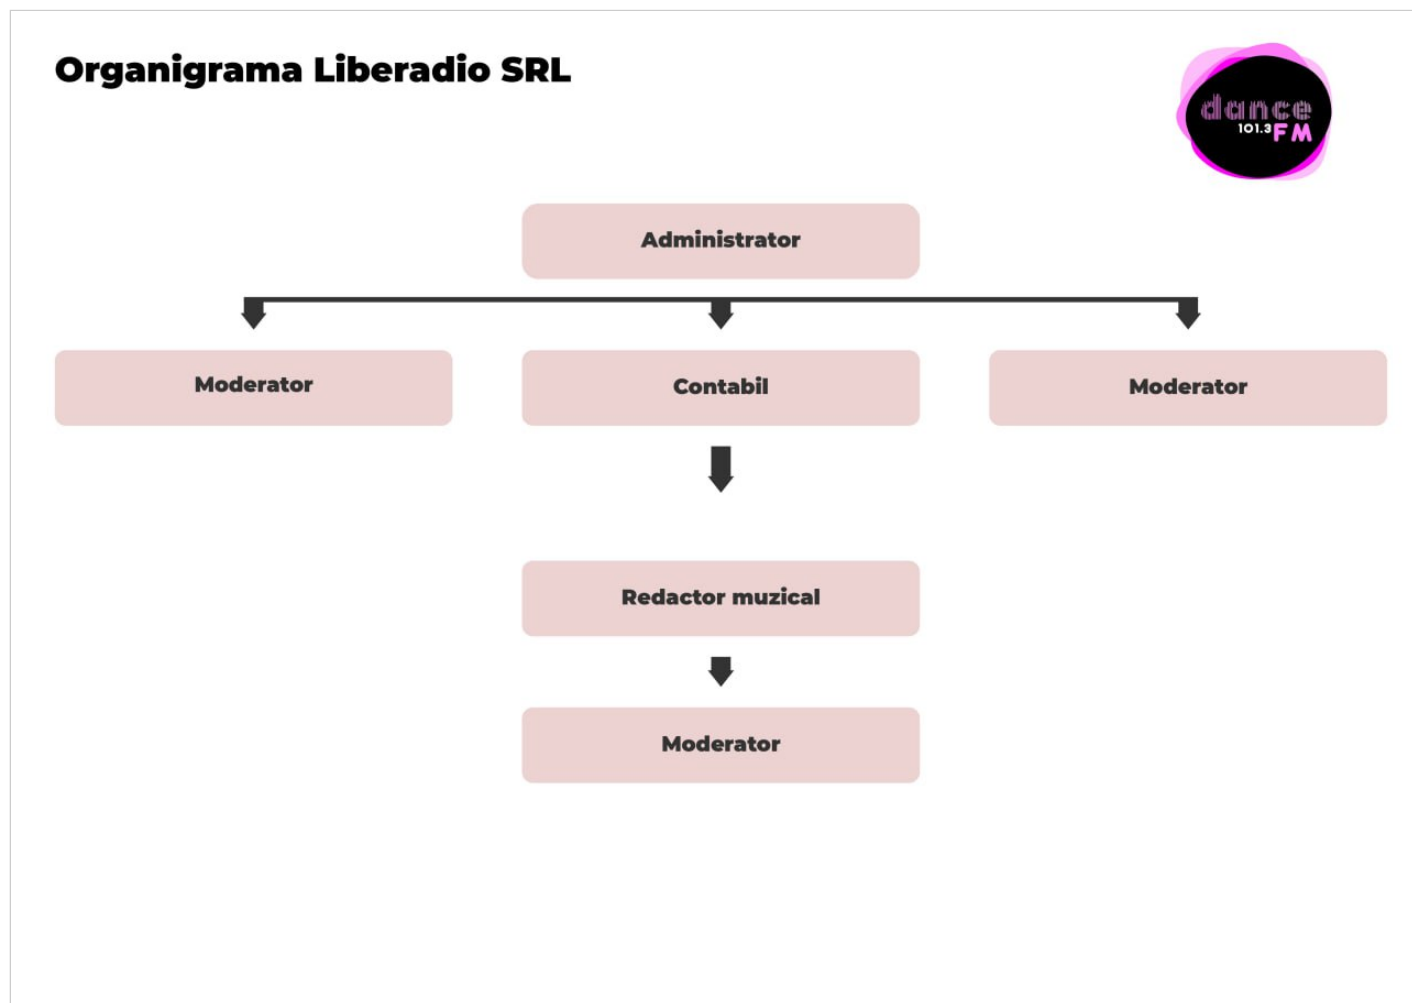 Organigrama Liberadio SRL
dance
101.3 FM
Administrator
Moderator
Contabil
Moderator
Redactor muzical
Moderator